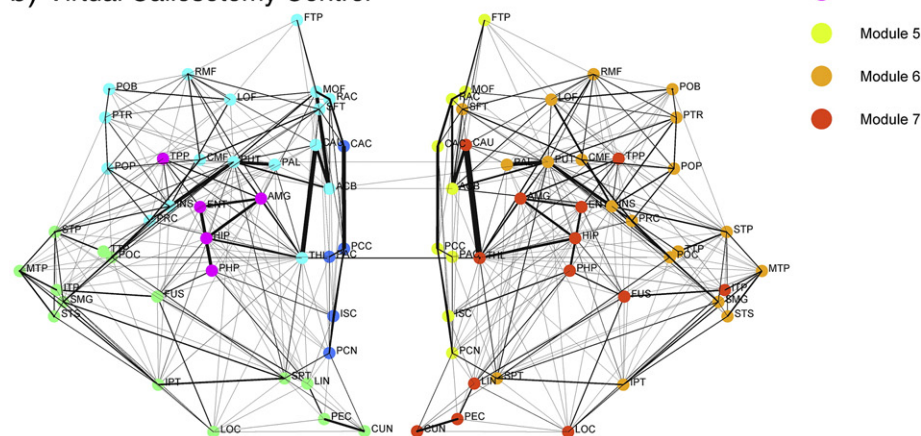 b) Virtual Callosotomy Control
FTP FTP
Module 5
RMF RMF
Module 6
POB MOF MOF POB
LOF RAC RAC LOF
SFT SFT
PTR PTR
Module 7
CAU CAC CAC CAU
TPP CMF PUT PAL PAL PUT CMF TPP
POP POP
ACB ACB
INS ENT AMG AMG ENT INS
PRC PRC
STP STP
HIP HIP
TTP PCC PCC TTP
POC THL PAC PAC THL POC
MTP PHP PHP MTP
ITP ITP
SMG FUS FUS SMG
STS ISC ISC STS
PCN PCN
SPT SPT
IPT LIN LIN IPT
PEC PEC
LOC CUN CUN LOC